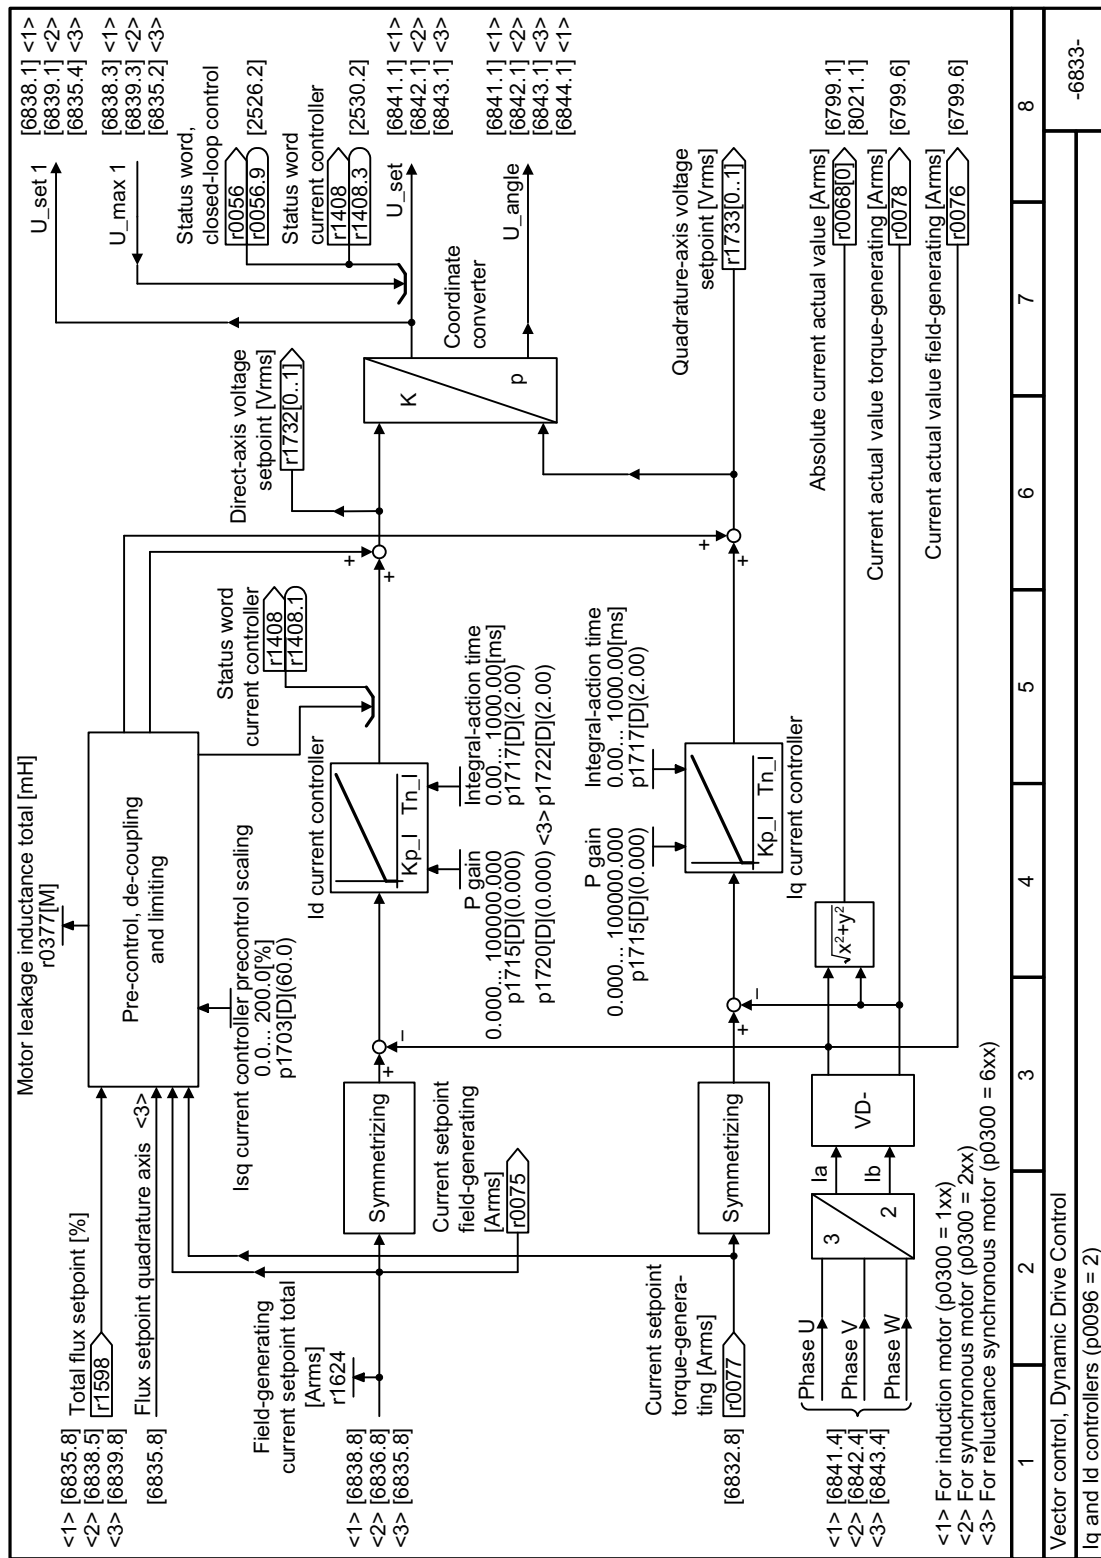 <1> [6835.8]
<2> [6838.5]
<3> [6839.8]
Total flux setpoint [%]
r1598
[6835.8]
Flux setpoint quadrature axis <3>
Motor leakage inductance total [mH]
r0377[M]
Pre-control, de-coupling
and limiting
Isq current controller precontrol scaling
0.0... 200.0[%]
p1703[D](60.0)
U_set 1
[6838.1] <1>
[6839.1] <2>
[6835.4] <3>
U_max 1
[6838.3] <1>
[6839.3] <2>
[6835.2] <3>
Status word,
closed-loop control
r0056
r0056.9
[2526.2]
Status word
current controller
r1408
r1408.3
[2530.2]
Status word
current controller
r1408
r1408.1
Direct-axis voltage
setpoint [Vrms]
r1732[0..1]
Field-generating
current setpoint total
[Arms]
r1624
<1> [6838.8]
<2> [6836.8]
<3> [6835.8]
Symmetrizing
+
–
Id current controller
Kp_I Tn_I
+
+
K
p
Coordinate
converter
U_set
[6841.1] <1>
[6842.1] <2>
[6843.1] <3>
U_angle
[6841.1] <1>
[6842.1] <2>
[6843.1] <3>
[6844.1] <1>
Current setpoint
field-generating
[Arms]
r0075
P gain
0.000... 100000.000
p1715[D](0.000)
p1720[D](0.000)
Integral-action time
0.00... 1000.00[ms]
p1717[D](2.00)
<3> p1722[D](2.00)
P gain
0.000... 100000.000
p1715[D](0.000)
Integral-action time
0.00... 1000.00[ms]
p1717[D](2.00)
Current setpoint
torque-genera-
ting [Arms]
[6832.8]
r0077
Symmetrizing
+
–
Kp_I Tn_I
Iq current controller
+
+
Quadrature-axis voltage
setpoint [Vrms]
r1733[0..1]
<1> [6841.4]
<2> [6842.4]
<3> [6843.4]
Phase U
Phase V
Phase W
3
2
Ia
Ib
VD-
√x²+y²
Absolute current actual value [Arms]
r0068[0]
[6799.1]
[8021.1]
Current actual value torque-generating [Arms]
r0078
[6799.6]
Current actual value field-generating [Arms]
r0076
[6799.6]
<1> For induction motor (p0300 = 1xx)
<2> For synchronous motor (p0300 = 2xx)
<3> For reluctance synchronous motor (p0300 = 6xx)
1 2 3 4 5 6 7 8
Vector control, Dynamic Drive Control
Iq and Id controllers (p0096 = 2)
-6833-